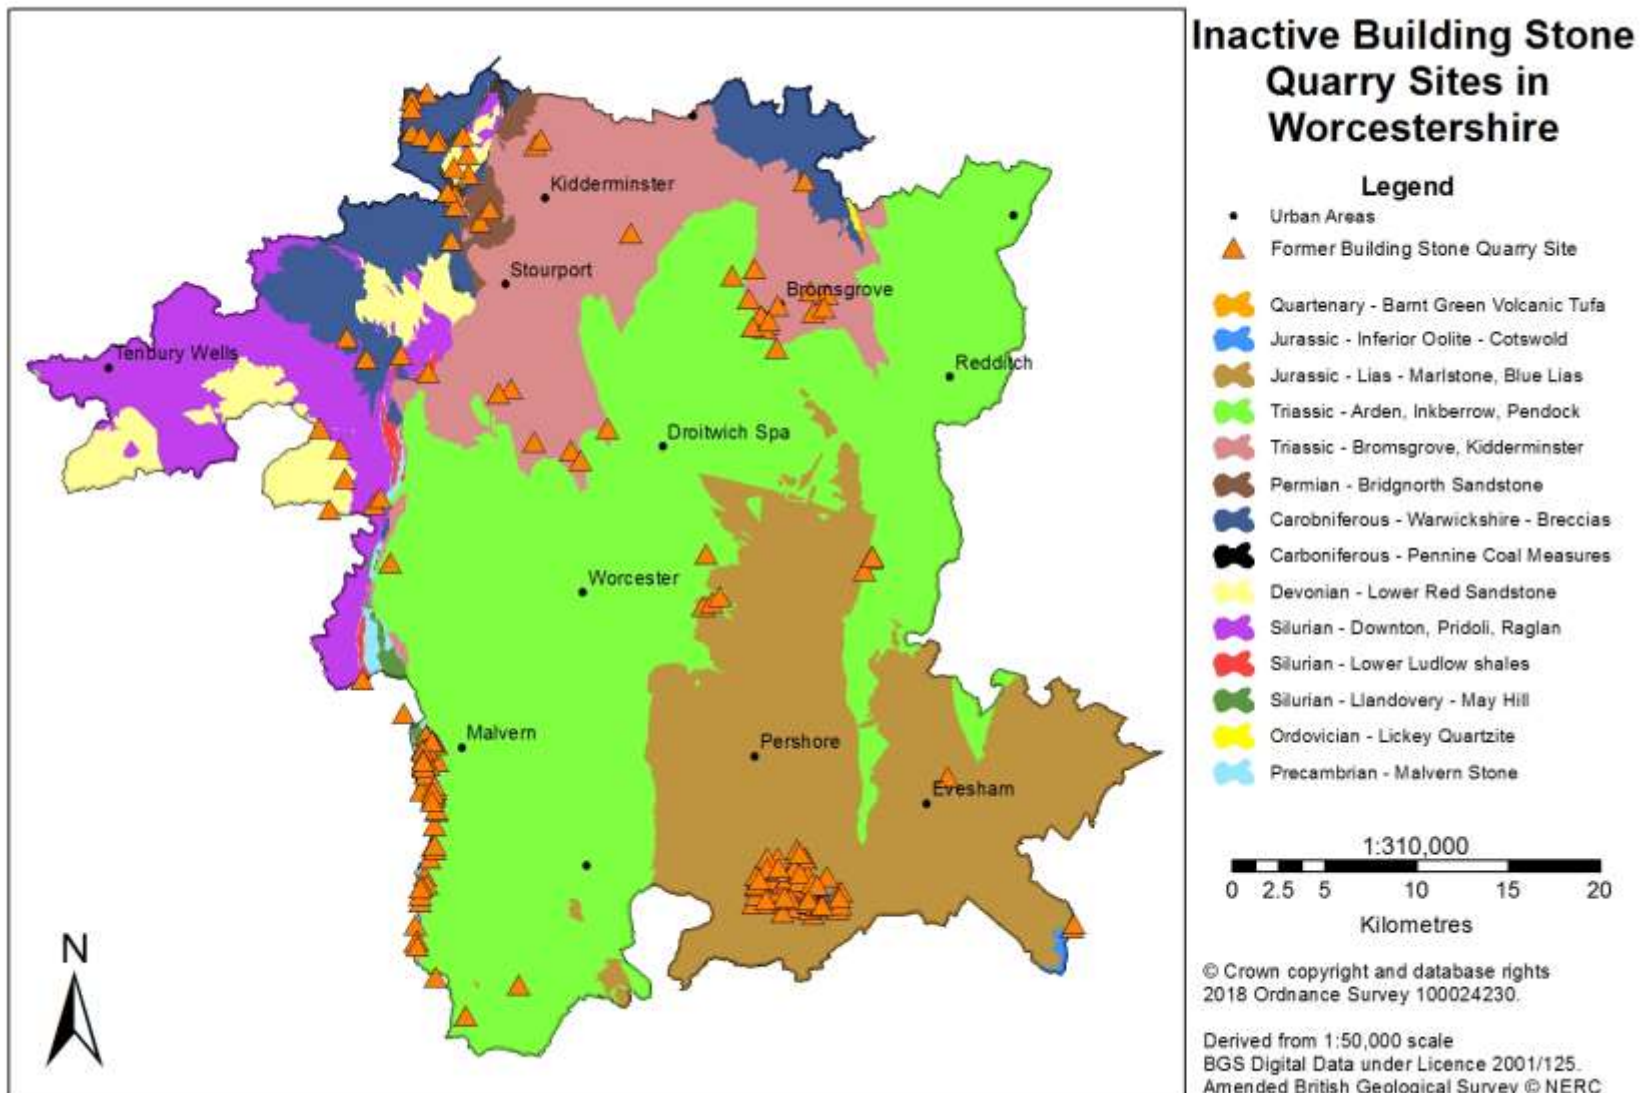 Inactive Building Stone
Quarry Sites in
Worcestershire
Legend
Urban Areas
Former Building Stone Quarry Site
Quartenary - Barnt Green Volcanic Tufa
Jurassic - Inferior Oolite - Cotswold
Jurassic - Lias - Marlstone, Blue Lias
Triassic - Arden, Inkberrow, Pendock
Triassic - Bromsgrove, Kidderminster
Permian - Bridgnorth Sandstone
Carobniferous - Warwickshire - Breccias
Carboniferous - Pennine Coal Measures
Devonian - Lower Red Sandstone
Silurian - Downton, Pridoli, Raglan
Silurian - Lower Ludlow shales
Silurian - Llandovery - May Hill
Ordovician - Lickey Quartzite
Precambrian - Malvern Stone
1:310,000
0 2.5 5 10 15 20
Kilometres
© Crown copyright and database rights
2018 Ordnance Survey 100024230.
Derived from 1:50,000 scale
BGS Digital Data under Licence 2001/125.
Amended British Geological Survey © NERC
Kidderminster
Stourport
Bromsgrove
Tenbury Wells
Redditch
Droitwich Spa
Worcester
Malvern
Pershore
Evesham
N